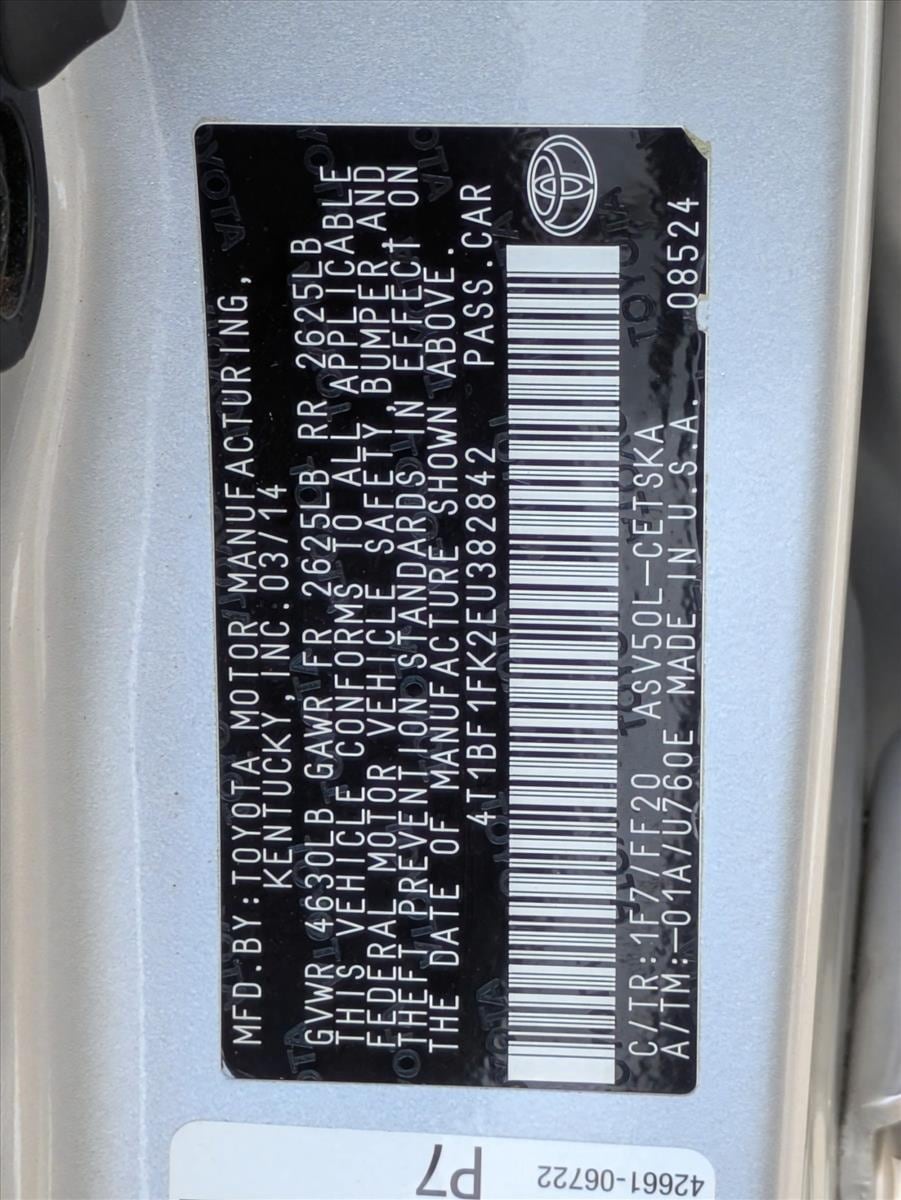 MFD.BY:TOYOTA MOTOR MANUFACTURING,
KENTUCKY,INC.03/14
GVWR 4630LB GAWR FR 2625LB RR 2625LB
THIS VEHICLE CONFORMS TO ALL APPLICABLE
FEDERAL MOTOR VEHICLE SAFETY,BUMPER,AND
THEFT PREVENTION STANDARDS IN EFFECT ON
THE DATE OF MANUFACTURE SHOWN ABOVE.
4T1BF1FK2EU382842 PASS.CAR
C/TR:1F7/FF20 ASV50L-CETSKA
A/TM:-01A/U760E MADE IN U.S.A. 08524
P7
42661-06722